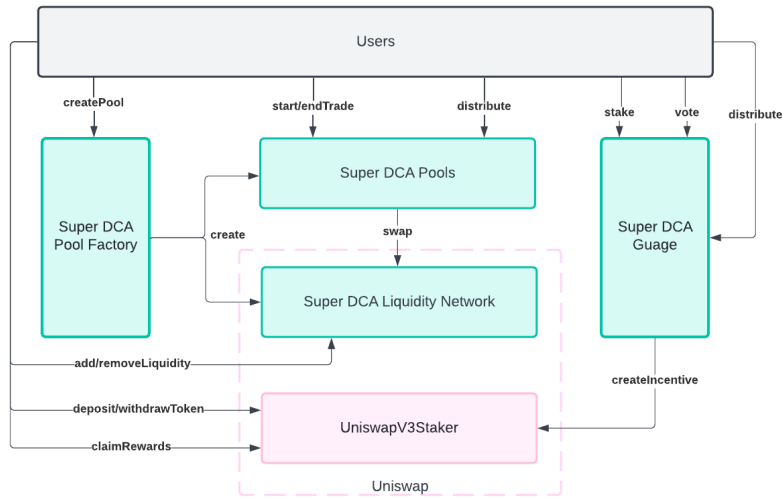 Users
createPool
start/endTrade
distribute
stake
vote
distribute
Super DCA
Pool Factory
Super DCA Pools
Super DCA
Guage
create
swap
Super DCA Liquidity Network
add/removeLiquidity
createIncentive
deposit/withdrawToken
UniswapV3Staker
claimRewards
Uniswap